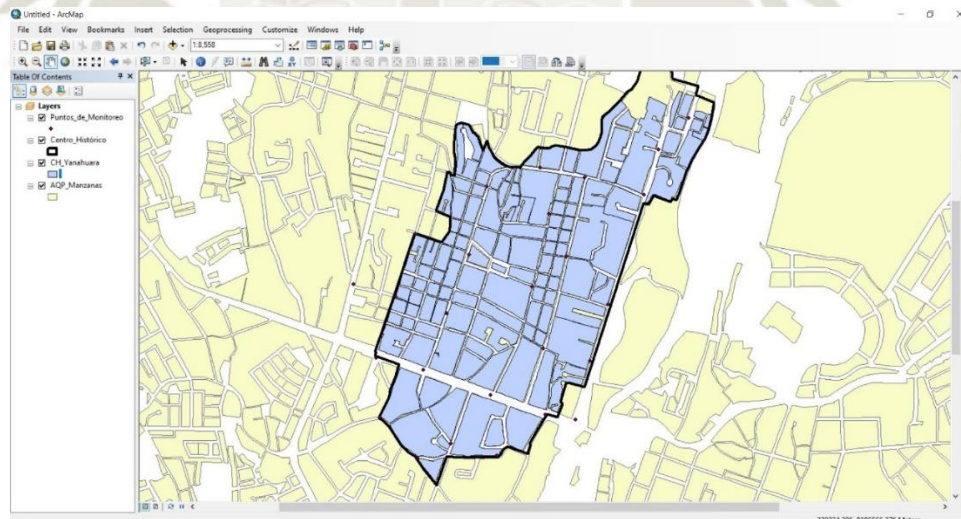 Untitled - ArcMap
File Edit View Bookmarks Insert Selection Geoprocessing Customize Windows Help
1:8,558
Table Of Contents
Layers
Puntos_de_Monitoreo
Centro_Histórico
CH_Yanahuara
AQP_Manzanas